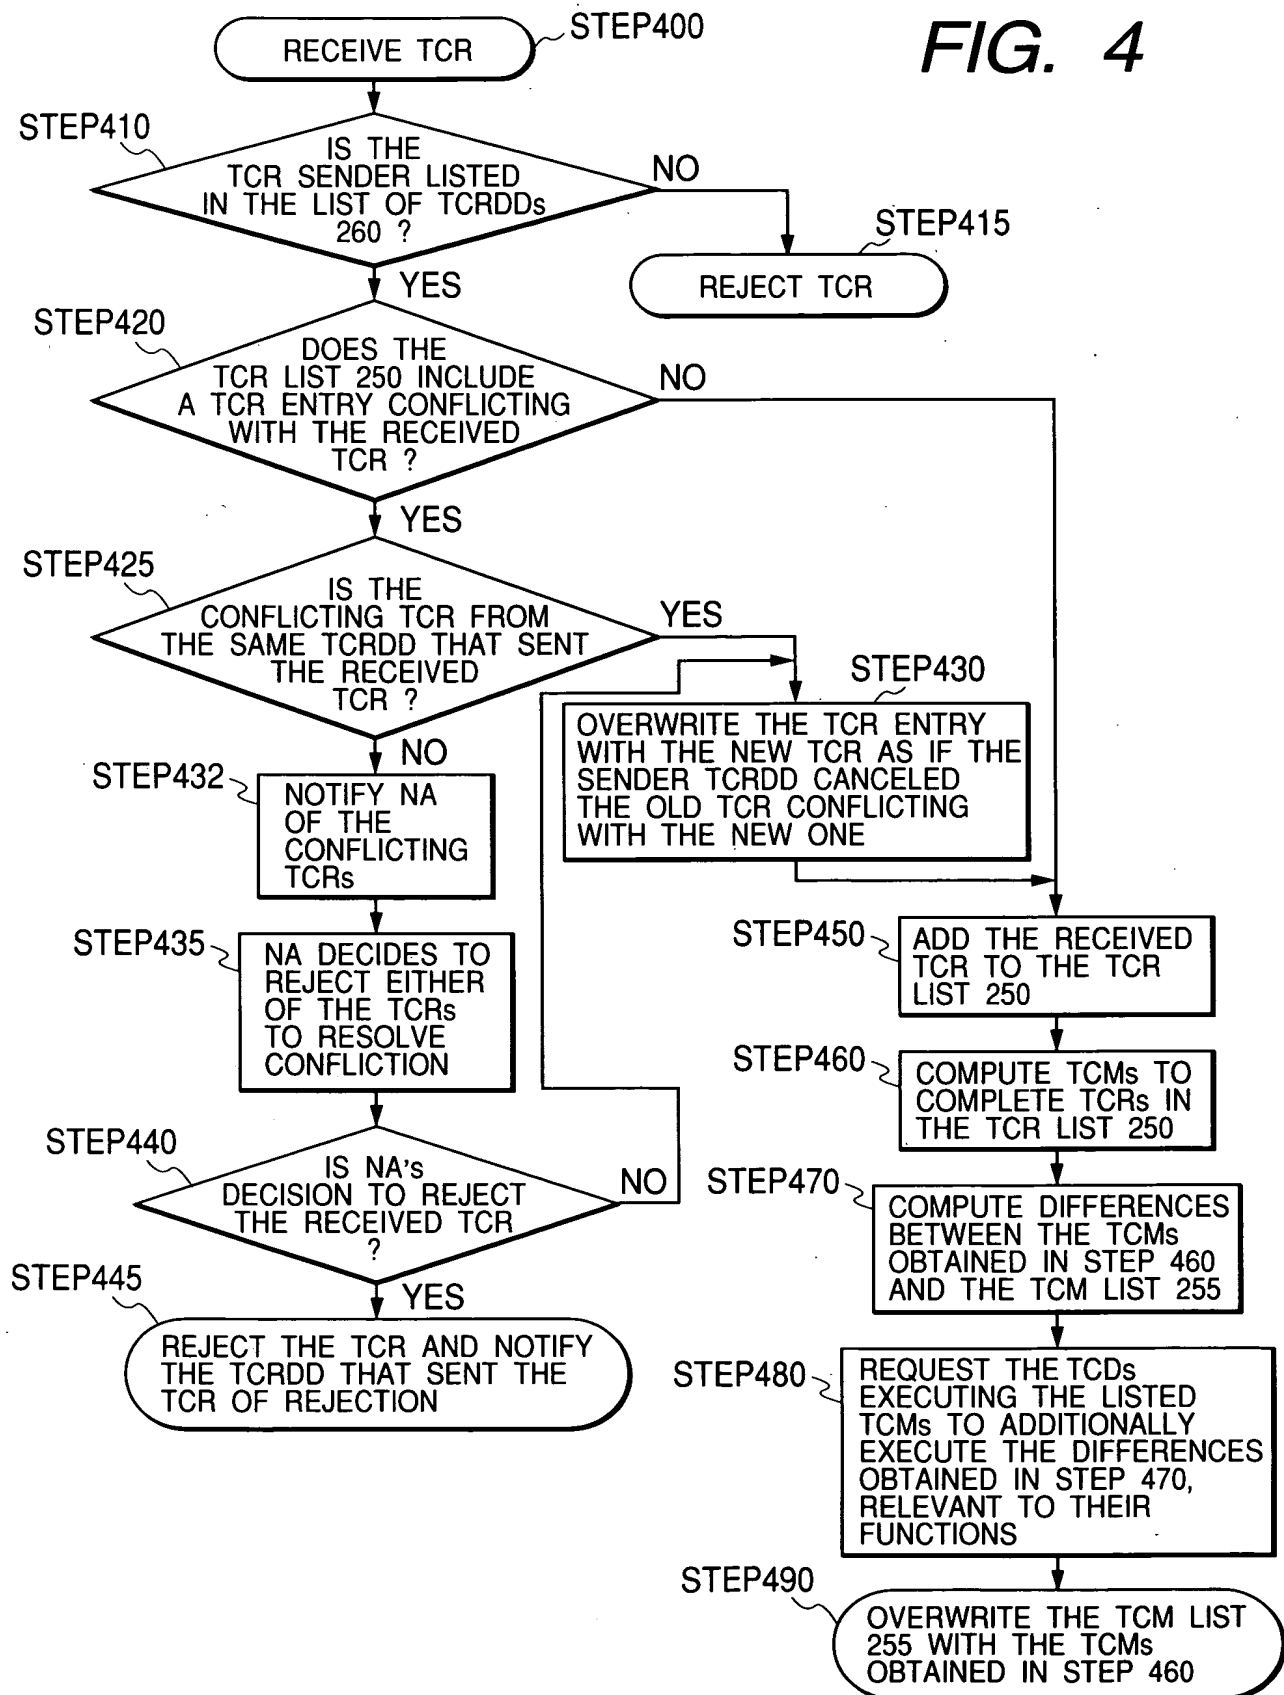 FIG. 4
STEP400
RECEIVE TCR
STEP410
IS THE
TCR SENDER LISTED
IN THE LIST OF TCRDDs
260 ?
NO
STEP415
REJECT TCR
YES
STEP420
DOES THE
TCR LIST 250 INCLUDE
A TCR ENTRY CONFLICTING
WITH THE RECEIVED
TCR ?
NO
YES
STEP425
IS THE
CONFLICTING TCR FROM
THE SAME TCRDD THAT SENT
THE RECEIVED
TCR ?
YES
STEP430
OVERWRITE THE TCR ENTRY
WITH THE NEW TCR AS IF THE
SENDER TCRDD CANCELED
THE OLD TCR CONFLICTING
WITH THE NEW ONE
NO
STEP432
NOTIFY NA
OF THE
CONFLICTING
TCRs
STEP435
NA DECIDES TO
REJECT EITHER
OF THE TCRs
TO RESOLVE
CONFLICTION
STEP440
IS NA's
DECISION TO REJECT
THE RECEIVED TCR
?
NO
YES
STEP445
REJECT THE TCR AND NOTIFY
THE TCRDD THAT SENT THE
TCR OF REJECTION
STEP450
ADD THE RECEIVED
TCR TO THE TCR
LIST 250
STEP460
COMPUTE TCMs TO
COMPLETE TCRs IN
THE TCR LIST 250
STEP470
COMPUTE DIFFERENCES
BETWEEN THE TCMs
OBTAINED IN STEP 460
AND THE TCM LIST 255
STEP480
REQUEST THE TCDs
EXECUTING THE LISTED
TCMs TO ADDITIONALLY
EXECUTE THE DIFFERENCES
OBTAINED IN STEP 470,
RELEVANT TO THEIR
FUNCTIONS
STEP490
OVERWRITE THE TCM LIST
255 WITH THE TCMs
OBTAINED IN STEP 460